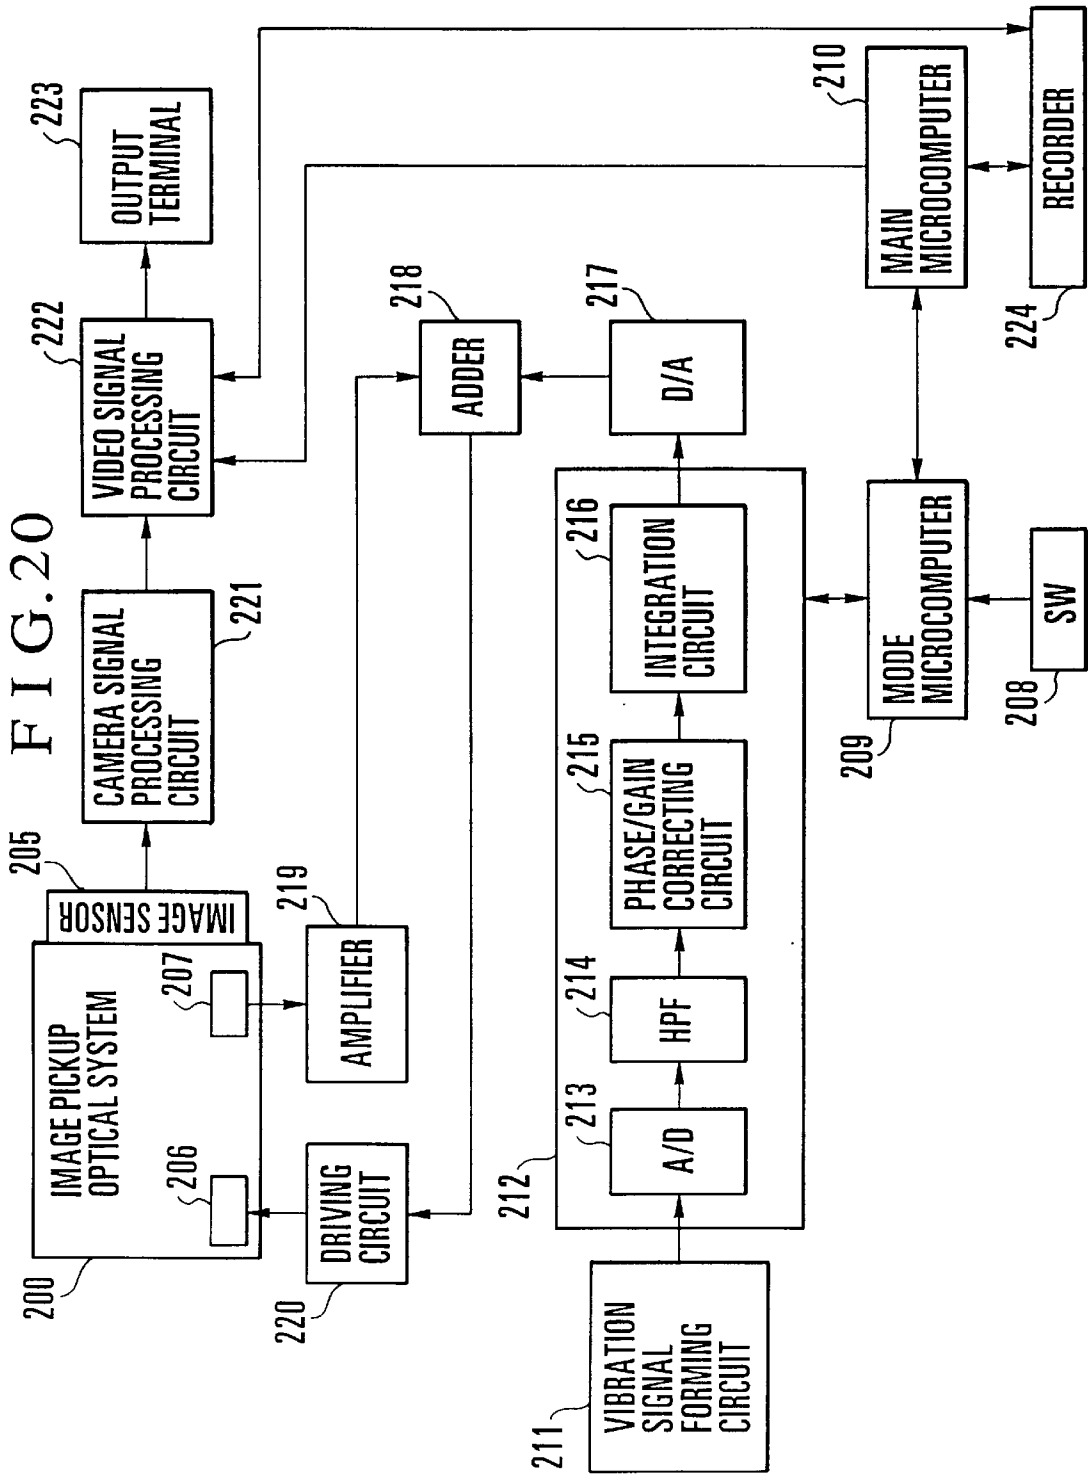 FIG.20
200
IMAGE PICKUP
OPTICAL SYSTEM
206
207
IMAGE SENSOR
205
CAMERA SIGNAL
PROCESSING
CIRCUIT
221
VIDEO SIGNAL
PROCESSING
CIRCUIT
222
OUTPUT
TERMINAL
223
DRIVING
CIRCUIT
220
AMPLIFIER
219
ADDER
218
VIBRATION
SIGNAL
FORMING
CIRCUIT
211
212
A/D
213
HPF
214
PHASE/GAIN
CORRECTING
CIRCUIT
215
INTEGRATION
CIRCUIT
216
D/A
217
MODE
MICROCOMPUTER
209
MAIN
MICROCOMPUTER
210
SW
208
RECORDER
224